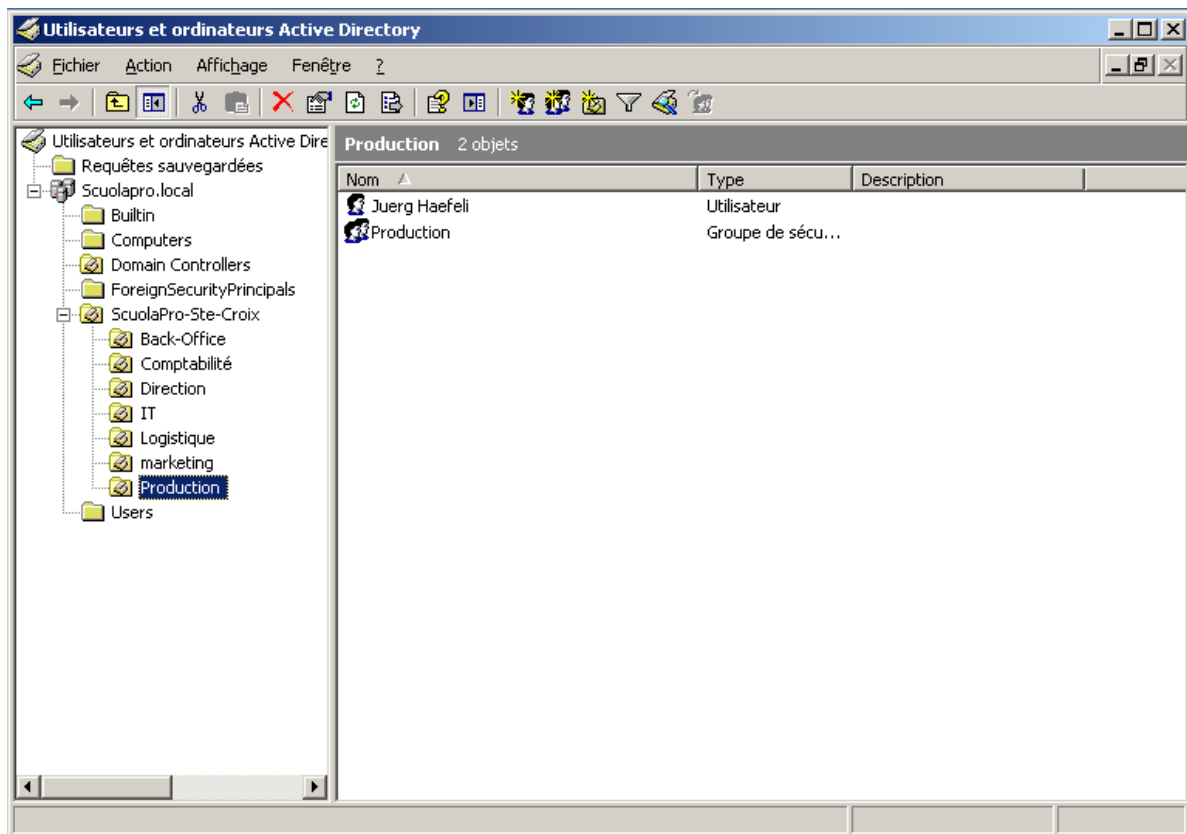 Utilisateurs et ordinateurs Active Directory
Fichier Action Affichage Fenêtre ?
Utilisateurs et ordinateurs Active Dire
Requêtes sauvegardées
Scuolapro.local
Builtin
Computers
Domain Controllers
ForeignSecurityPrincipals
ScuolaPro-Ste-Croix
Back-Office
Comptabilité
Direction
IT
Logistique
marketing
Production
Users
Production 2 objets
Nom Type Description
Juerg Haefeli Utilisateur
Production Groupe de sécu...